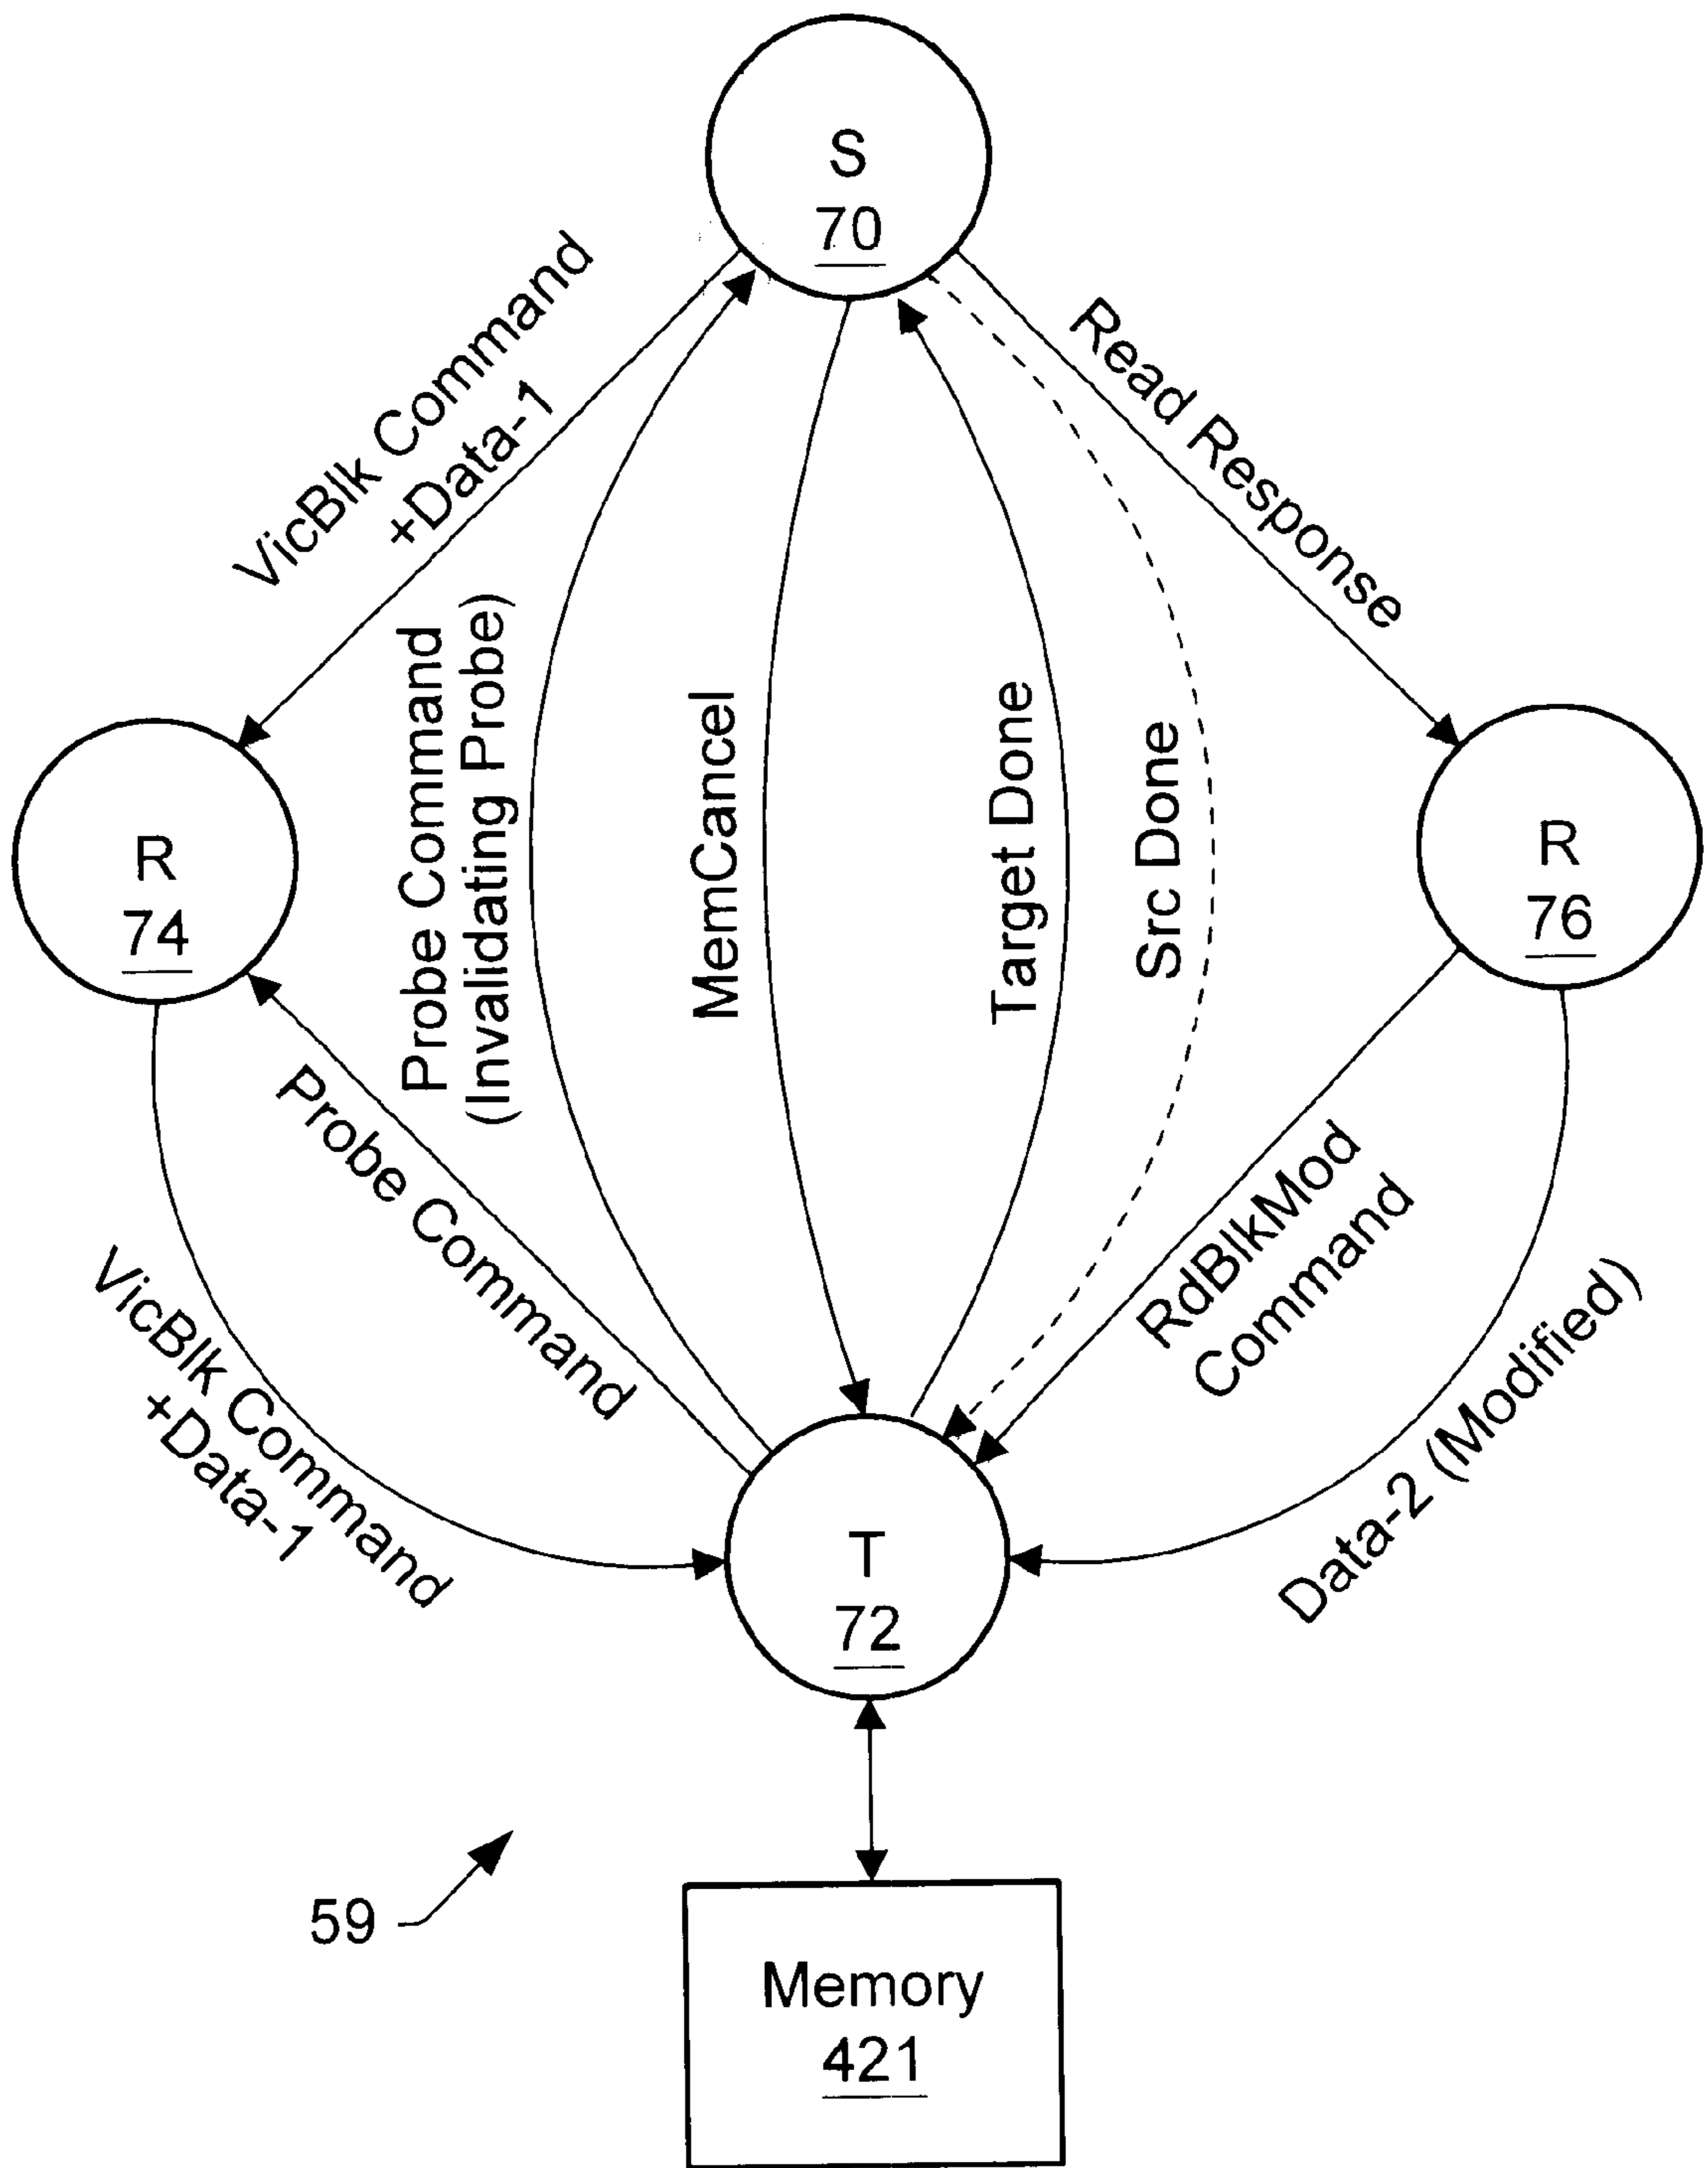 S
70
VicBlk Command
+Data-1
Read Response
Probe Command
(Invalidating Probe)
MemCancel
Target Done
Src Done
R
74
R
76
Probe Command
VicBlk Command
+Data-1
RdBlkMod
Command
Data-2 (Modified)
T
72
59
Memory
421